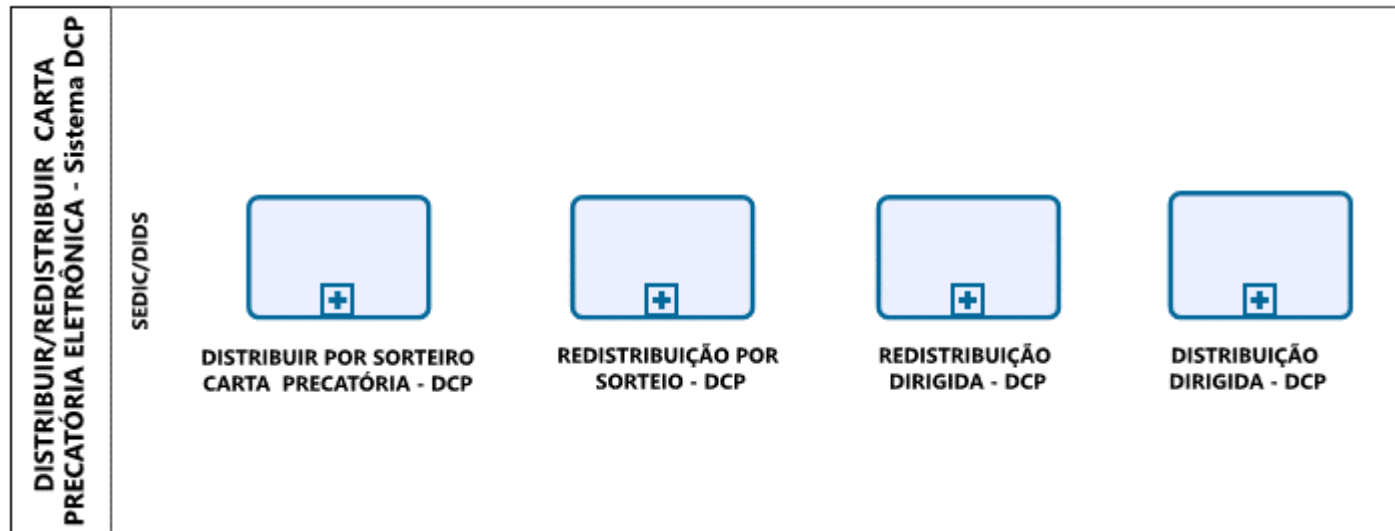 DISTRIBUIR/REDISTRIBUIR CARTA
PRECATÓRIA ELETRÔNICA - Sistema DCP
SEDIC/DIDS
DISTRIBUIR POR SORTEIRO
CARTA PRECATÓRIA - DCP
REDISTRIBUIÇÃO POR
SORTEIO - DCP
REDISTRIBUIÇÃO
DIRIGIDA - DCP
DISTRIBUIÇÃO
DIRIGIDA - DCP